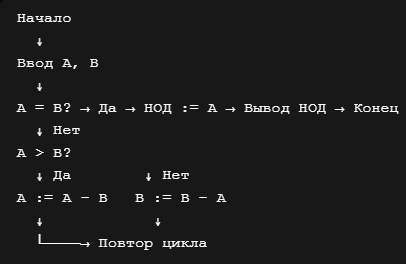 Начало
↓
Ввод A, B
↓
A = B? → Да → НОД := A → Вывод НОД → Конец
↓ Нет
A > B?
↓ Да ↓ Нет
A := A − B B := B − A
↓ ↓
└────→ Повтор цикла